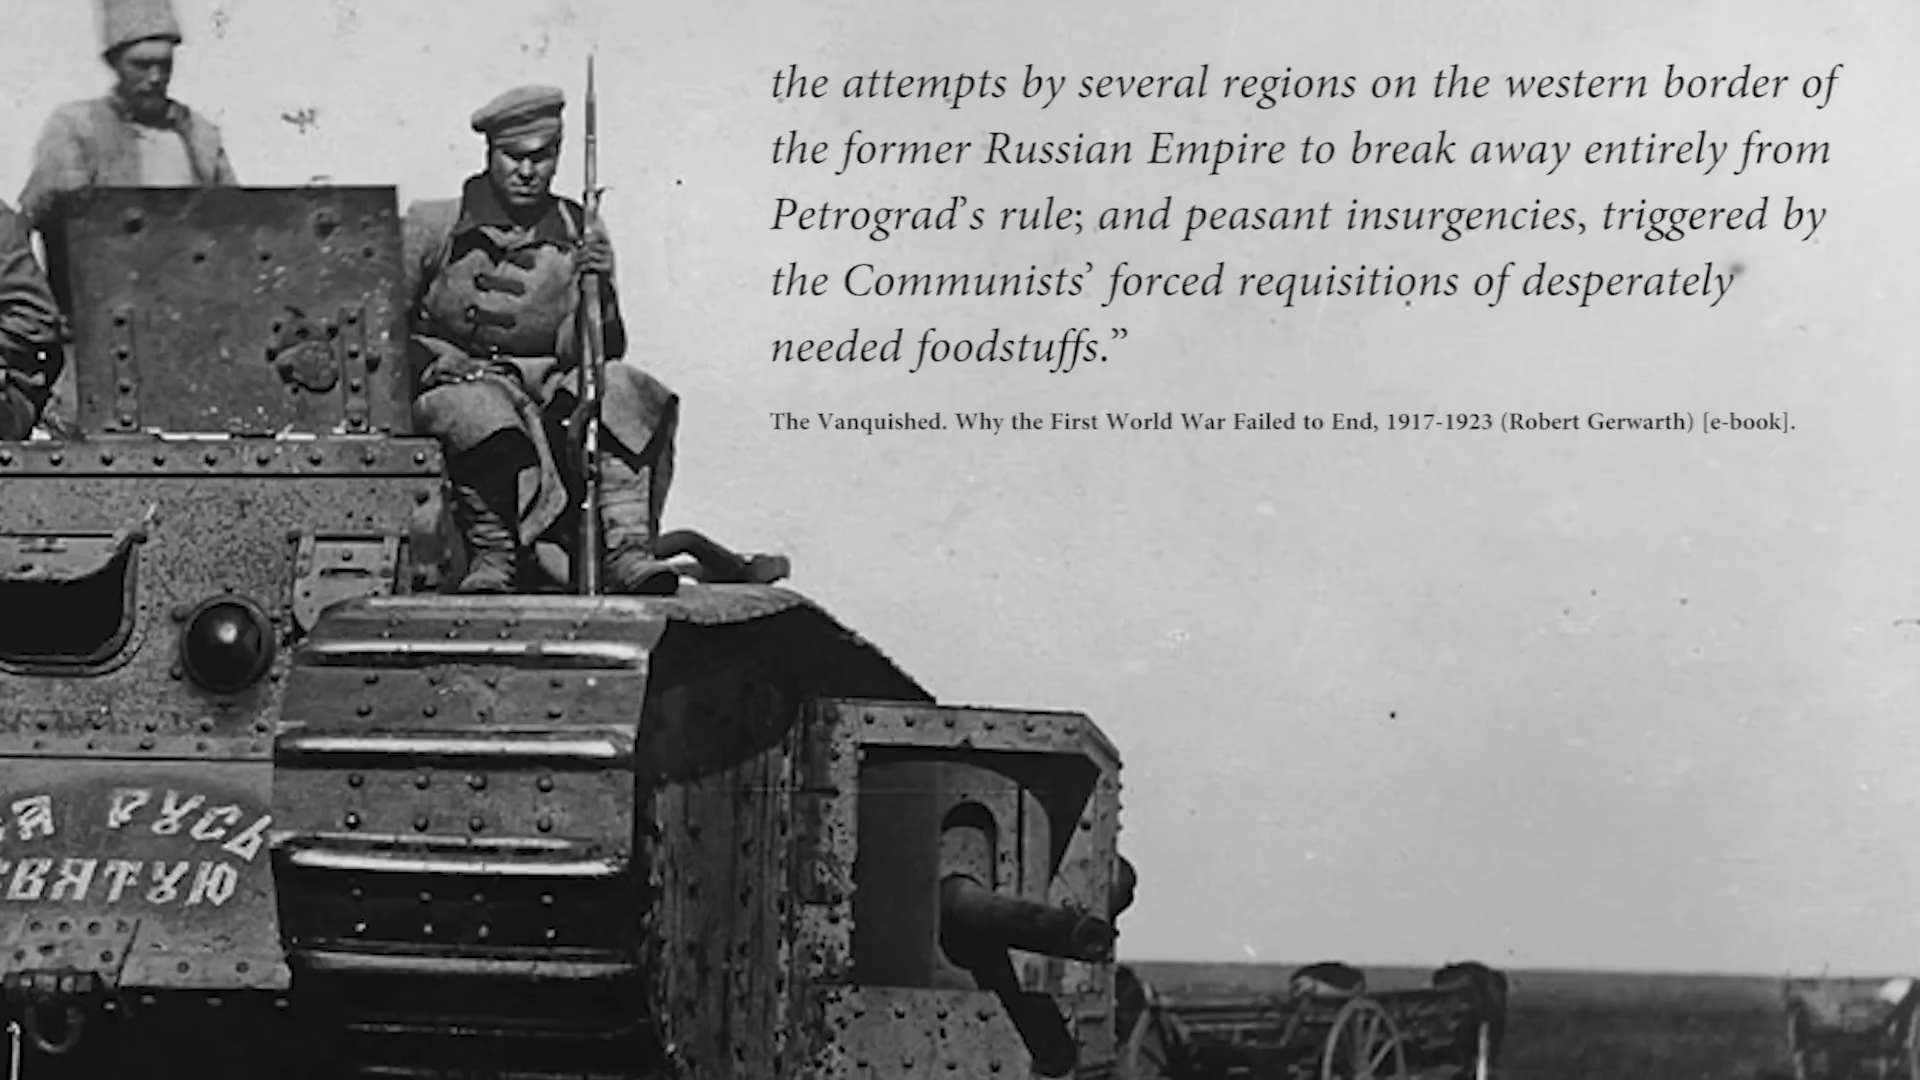 the attempts by several regions on the western border of
the former Russian Empire to break away entirely from
Petrograd’s rule; and peasant insurgencies, triggered by
the Communists’ forced requisitions of desperately
needed foodstuffs.”
The Vanquished. Why the First World War Failed to End, 1917-1923 (Robert Gerwarth) [e-book].
РУСЬ
СВЯТУЮ